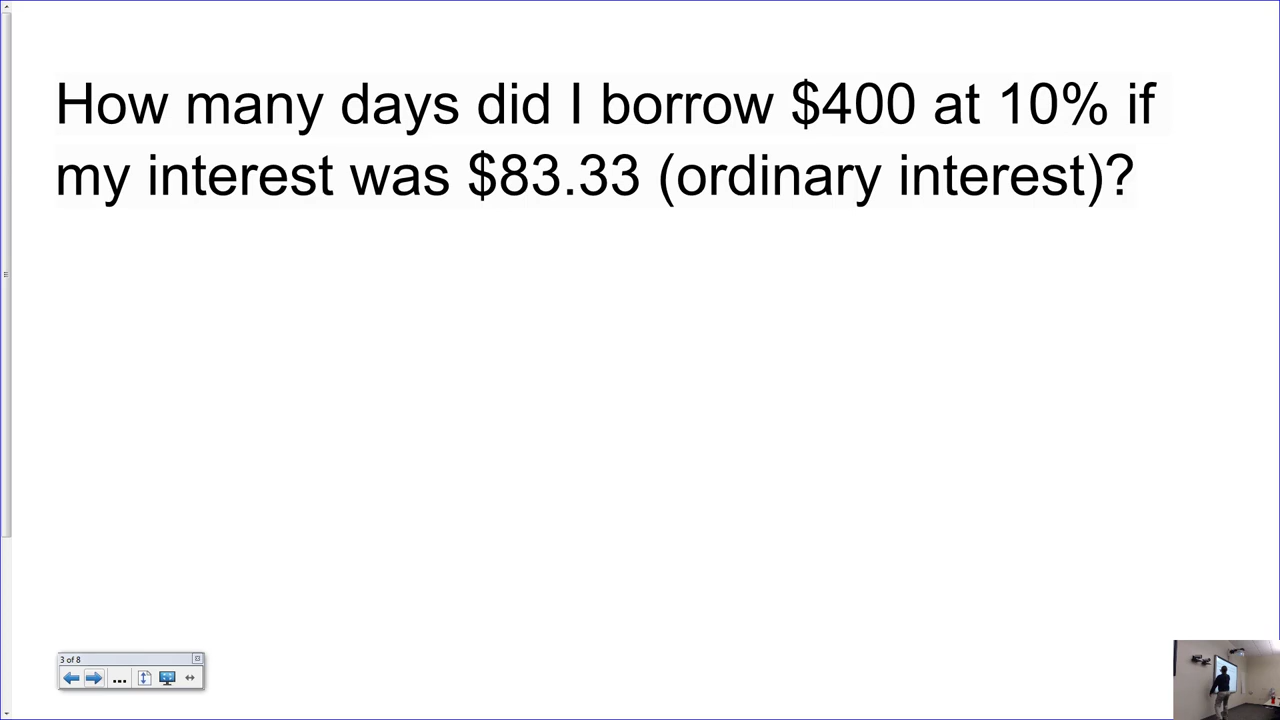 How many days did I borrow $400 at 10% if
my interest was $83.33 (ordinary interest)?
3 of 8
...